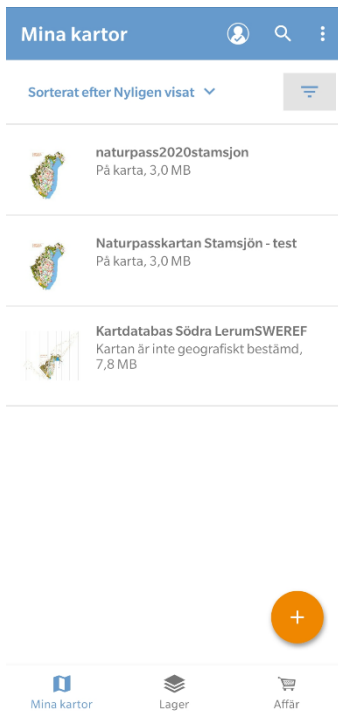 Mina kartor
Sorterat efter Nyligen visat
naturpass2020stamsjon
På karta, 3,0 MB
Naturpasskartan Stamsjön - test
På karta, 3,0 MB
Kartdatabas Södra LerumSWEREF
Kartan är inte geografiskt bestämd,
7,8 MB
Mina kartor
Lager
Affär